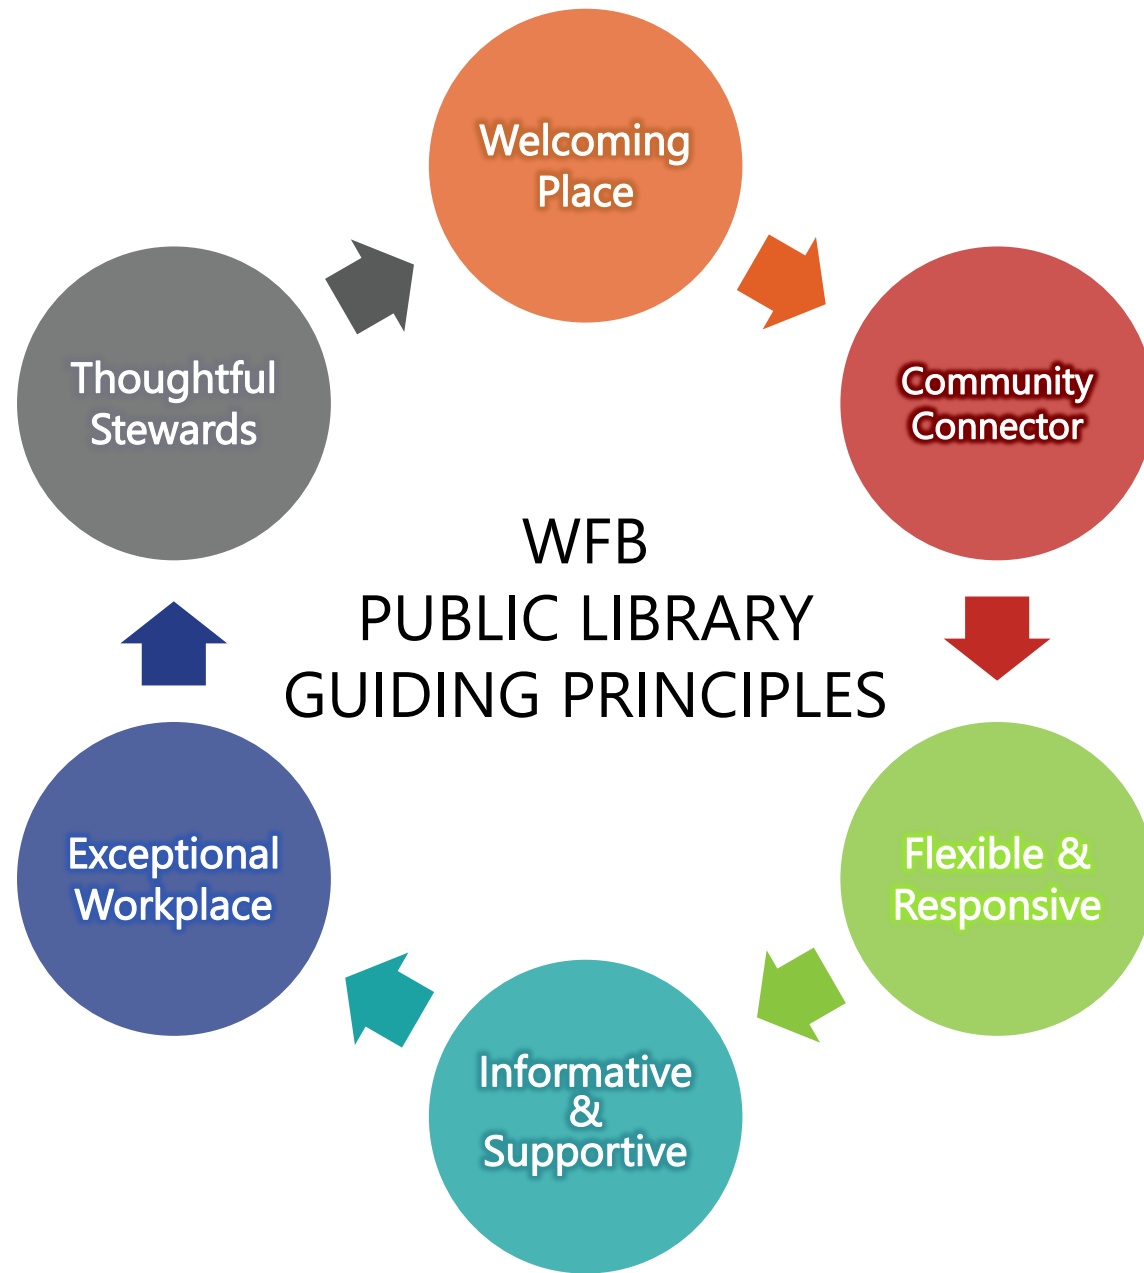 Welcoming
Place
Community
Connector
Flexible &
Responsive
Informative
&
Supportive
Exceptional
Workplace
Thoughtful
Stewards
WFB
PUBLIC LIBRARY
GUIDING PRINCIPLES